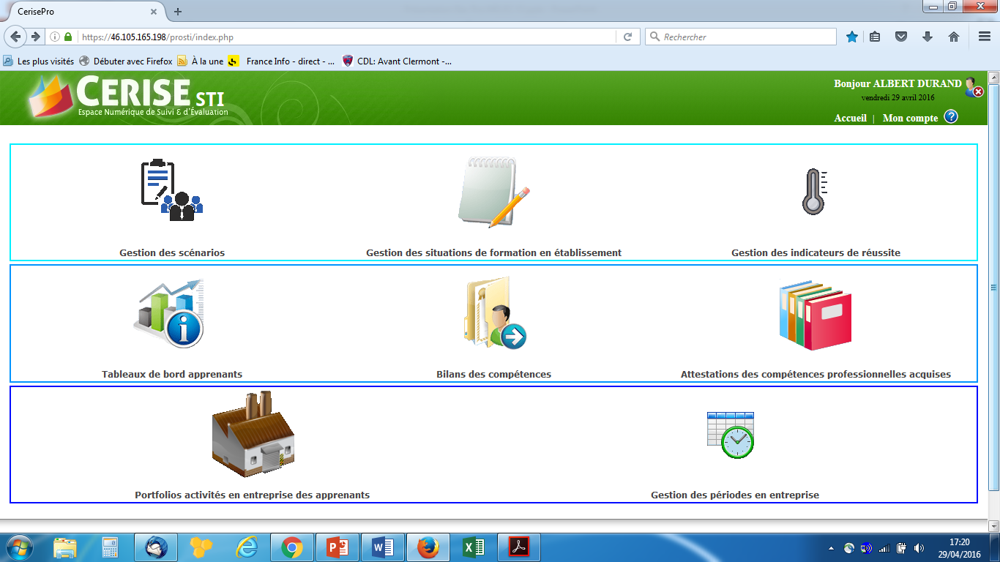 CerisePro
https://46.105.165.198/prosti/index.php
Rechercher
Les plus visités
Débuter avec Firefox
À la une
France Info - direct - ...
CDL: Avant Clermont -...
CERISE STI
Espace Numérique de Suivi & d'Évaluation
Bonjour ALBERT DURAND
vendredi 29 avril 2016
Accueil | Mon compte
Gestion des scénarios
Gestion des situations de formation en établissement
Gestion des indicateurs de réussite
Tableaux de bord apprenants
Bilans des compétences
Attestations des compétences professionnelles acquises
Portfolios activités en entreprise des apprenants
Gestion des périodes en entreprise
17:20
29/04/2016